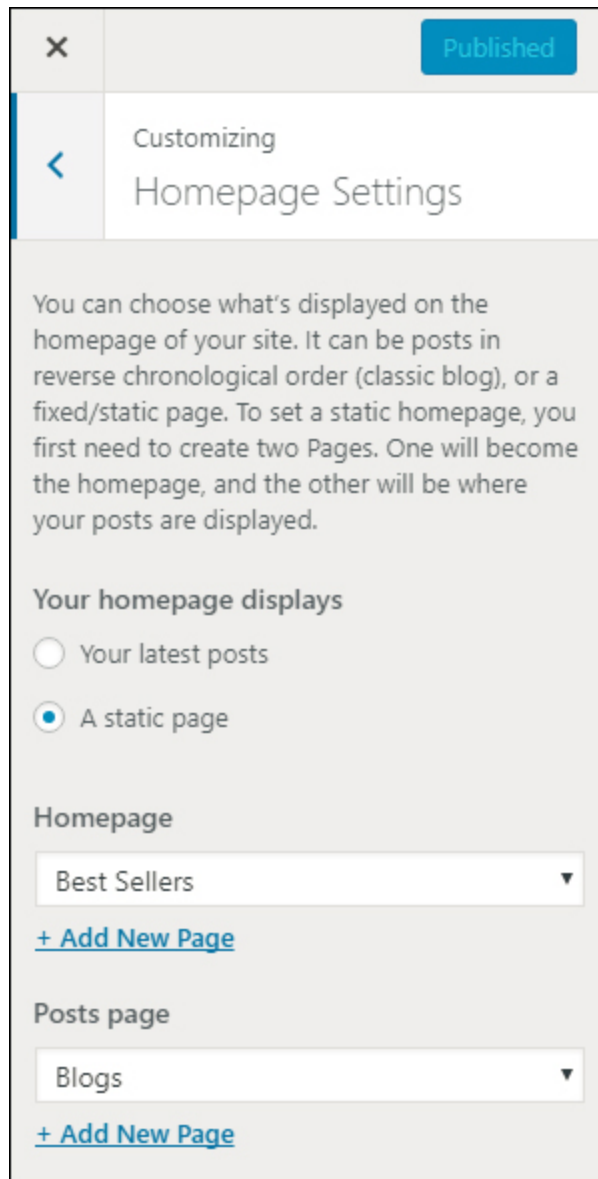 Published
Customizing
Homepage Settings
You can choose what's displayed on the
homepage of your site. It can be posts in
reverse chronological order (classic blog), or a
fixed/static page. To set a static homepage, you
first need to create two Pages. One will become
the homepage, and the other will be where
your posts are displayed.
Your homepage displays
Your latest posts
A static page
Homepage
Best Sellers
+ Add New Page
Posts page
Blogs
+ Add New Page